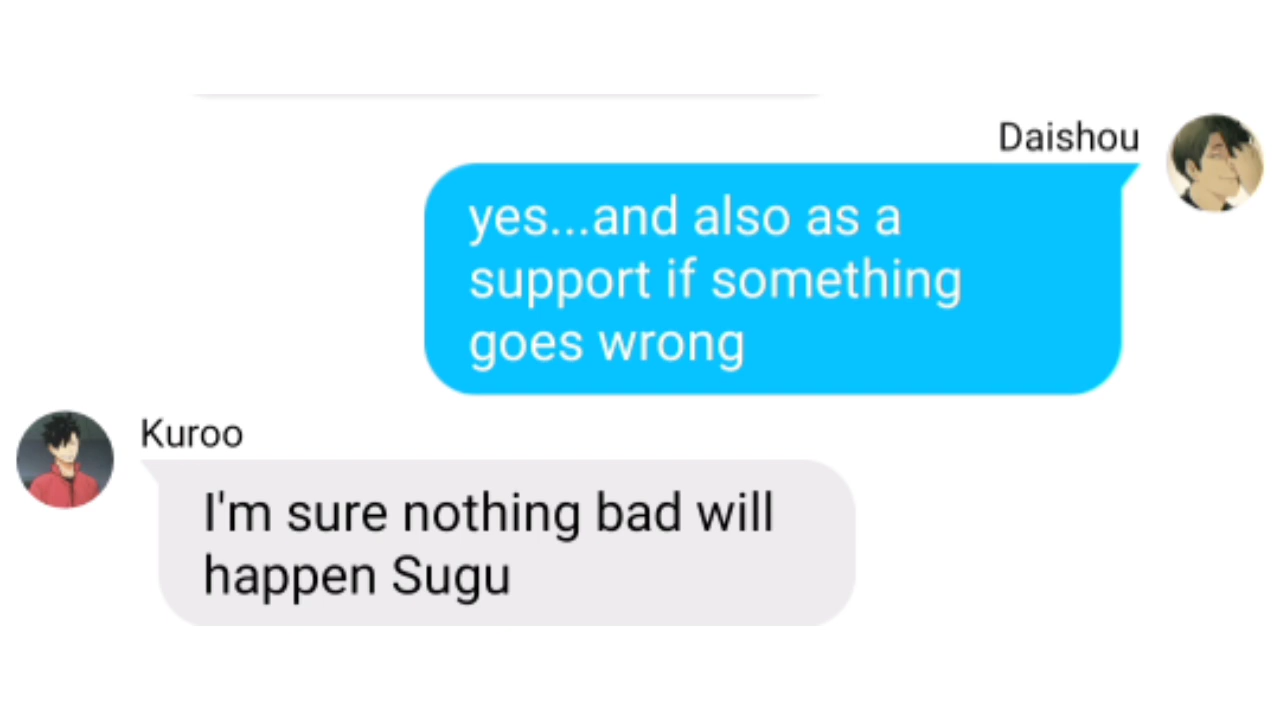 Daishou
yes...and also as a
support if something
goes wrong
Kuroo
I'm sure nothing bad will
happen Sugu